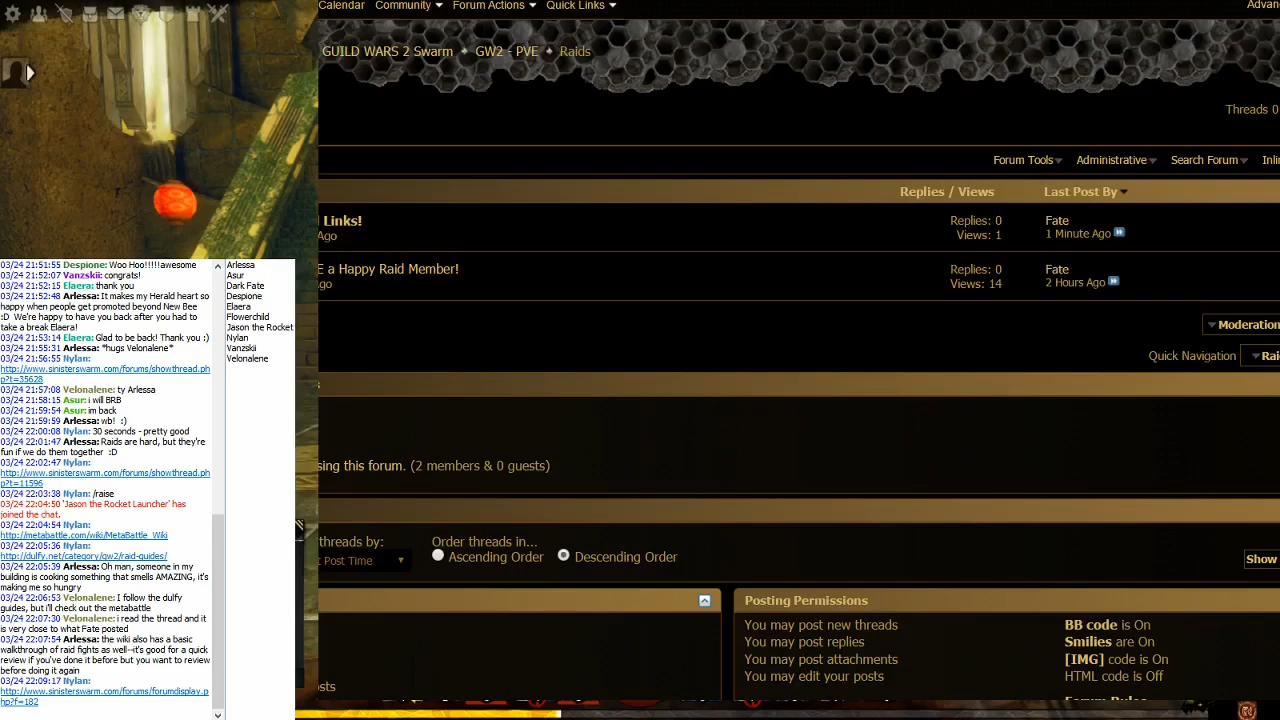 Calendar Community Forum Actions Quick Links
GUILD WARS 2 Swarm GW2 - PVE Raids
Threads 0
Forum Tools Administrative Search Forum
Replies / Views Last Post By
Links! Replies: 0 Fate
Ago Views: 1 1 Minute Ago
E a Happy Raid Member! Replies: 0 Fate
Views: 14 2 Hours Ago
Moderation
Quick Navigation
sing this forum. (2 members & 0 guests)
threads by: Order threads in...
Post Time Ascending Order Descending Order
Show
Posting Permissions
You may post new threads BB code is On
You may post replies Smilies are On
You may post attachments [IMG] code is On
You may edit your posts HTML code is Off
Forum Rules
03/24 21:51:55 Despione: Woo Hoo!!!!!awesome
03/24 21:52:07 Vanzskii: congrats!
03/24 21:52:15 Elaera: thank you
03/24 21:52:48 Arlessa: It makes my Herald heart so
happy when people get promoted beyond New Bee
:D We're happy to have you back after you had to
take a break Elaera!
03/24 21:53:14 Elaera: Glad to be back! Thank you :)
03/24 21:55:31 Arlessa: *hugs Velonalene*
03/24 21:56:55 Nylan:
http://www.sinisterswarm.com/forums/showthread.ph
p?t=35628
03/24 21:57:08 Velonalene: ty Arlessa
03/24 21:58:15 Asur: i will BRB
03/24 21:59:54 Asur: im back
03/24 21:59:59 Arlessa: wb! :)
03/24 22:00:08 Nylan: 30 seconds - pretty good
03/24 22:01:47 Arlessa: Raids are hard, but they're
fun if we do them together :D
03/24 22:02:47 Nylan:
http://www.sinisterswarm.com/forums/showthread.ph
p?t=11596
03/24 22:03:38 Nylan: /raise
03/24 22:04:50 'Jason the Rocket Launcher' has
joined the chat.
03/24 22:04:54 Nylan:
http://metabattle.com/wiki/MetaBattle_Wiki
03/24 22:05:36 Nylan:
http://dulfy.net/category/gw2/raid-guides/
03/24 22:05:39 Arlessa: Oh man, someone in my
building is cooking something that smells AMAZING, it's
making me so hungry
03/24 22:06:53 Velonalene: I follow the dulfy
guides, but i'll check out the metabattle
03/24 22:07:30 Velonalene: i read the thread and it
is very close to what Fate posted
03/24 22:07:54 Arlessa: the wiki also has a basic
walkthrough of raid fights as well--it's good for a quick
review if you've done it before but you want to review
before doing it again
03/24 22:09:17 Nylan:
http://www.sinisterswarm.com/forums/forumdisplay.p
hp?f=182
Arlessa
Asur
Dark Fate
Despione
Elaera
Flowerchild
Jason the Rocket
Nylan
Vanzskii
Velonalene